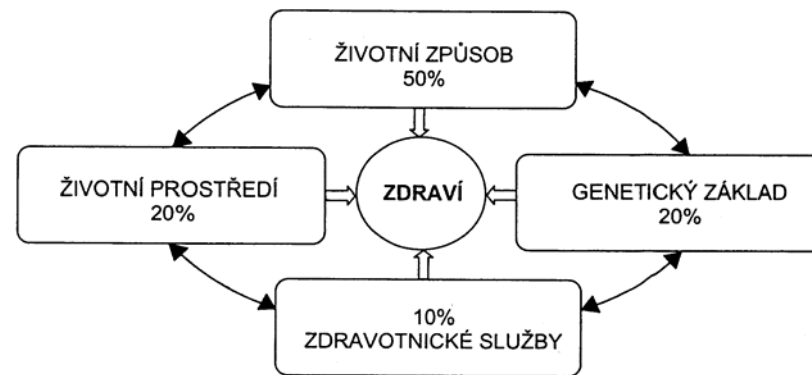 ŽIVOTNÍ ZPŮSOB
50%
ŽIVOTNÍ PROSTŘEDÍ
20%
ZDRAVÍ
GENETICKÝ ZÁKLAD
20%
10%
ZDRAVOTNICKÉ SLUŽBY